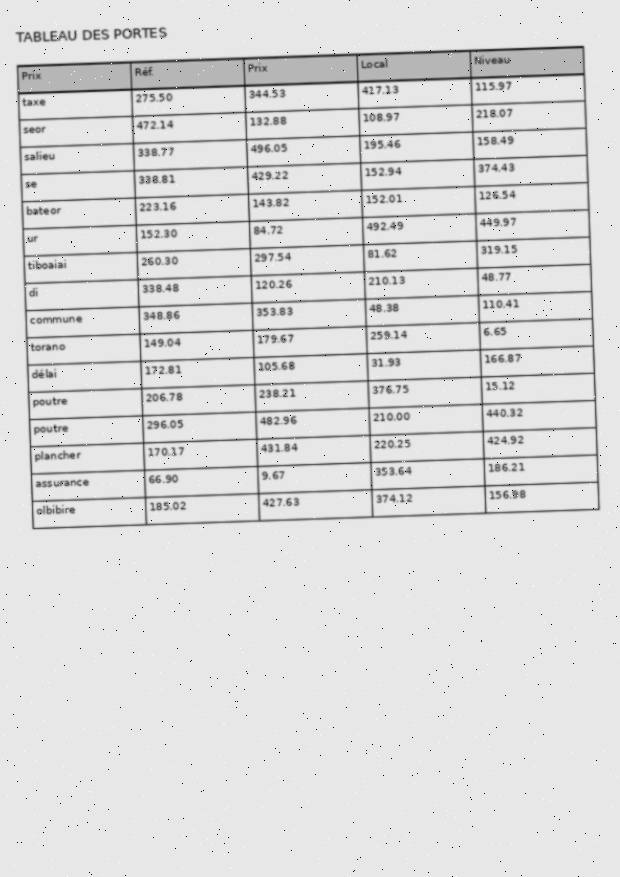 TABLEAU DES PORTES
Prix Réf. Prix Local Niveau
taxe 275.50 344.53 417.13 115.97
seor 472.14 132.88 108.97 218.07
salieu 338.77 496.05 195.46 158.49
se 338.81 429.22 152.94 374.43
bateor 223.16 143.82 152.01 126.54
ur 152.30 84.72 492.49 449.97
tiboaiai 260.30 297.54 81.62 319.15
di 338.48 120.26 210.13 48.77
commune 348.86 353.83 48.38 110.41
torano 149.04 179.67 259.14 6.65
délai 172.81 105.68 31.93 166.87
poutre 206.78 238.21 376.75 15.12
poutre 296.05 482.96 210.00 440.32
plancher 170.17 431.84 220.25 424.92
assurance 66.90 9.67 353.64 186.21
olbibire 185.02 427.63 374.12 156.98